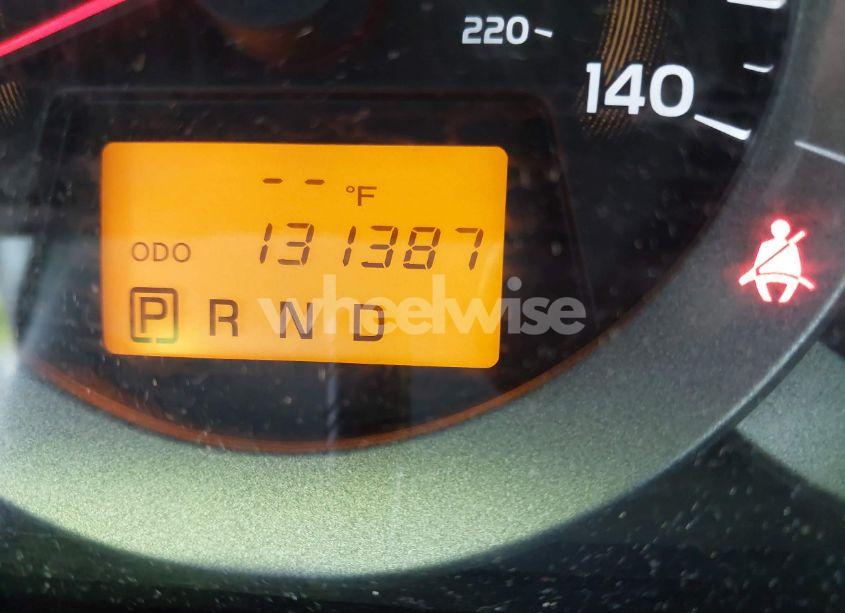 220
140
-- °F
ODO 131387
P R N D
wheelwise